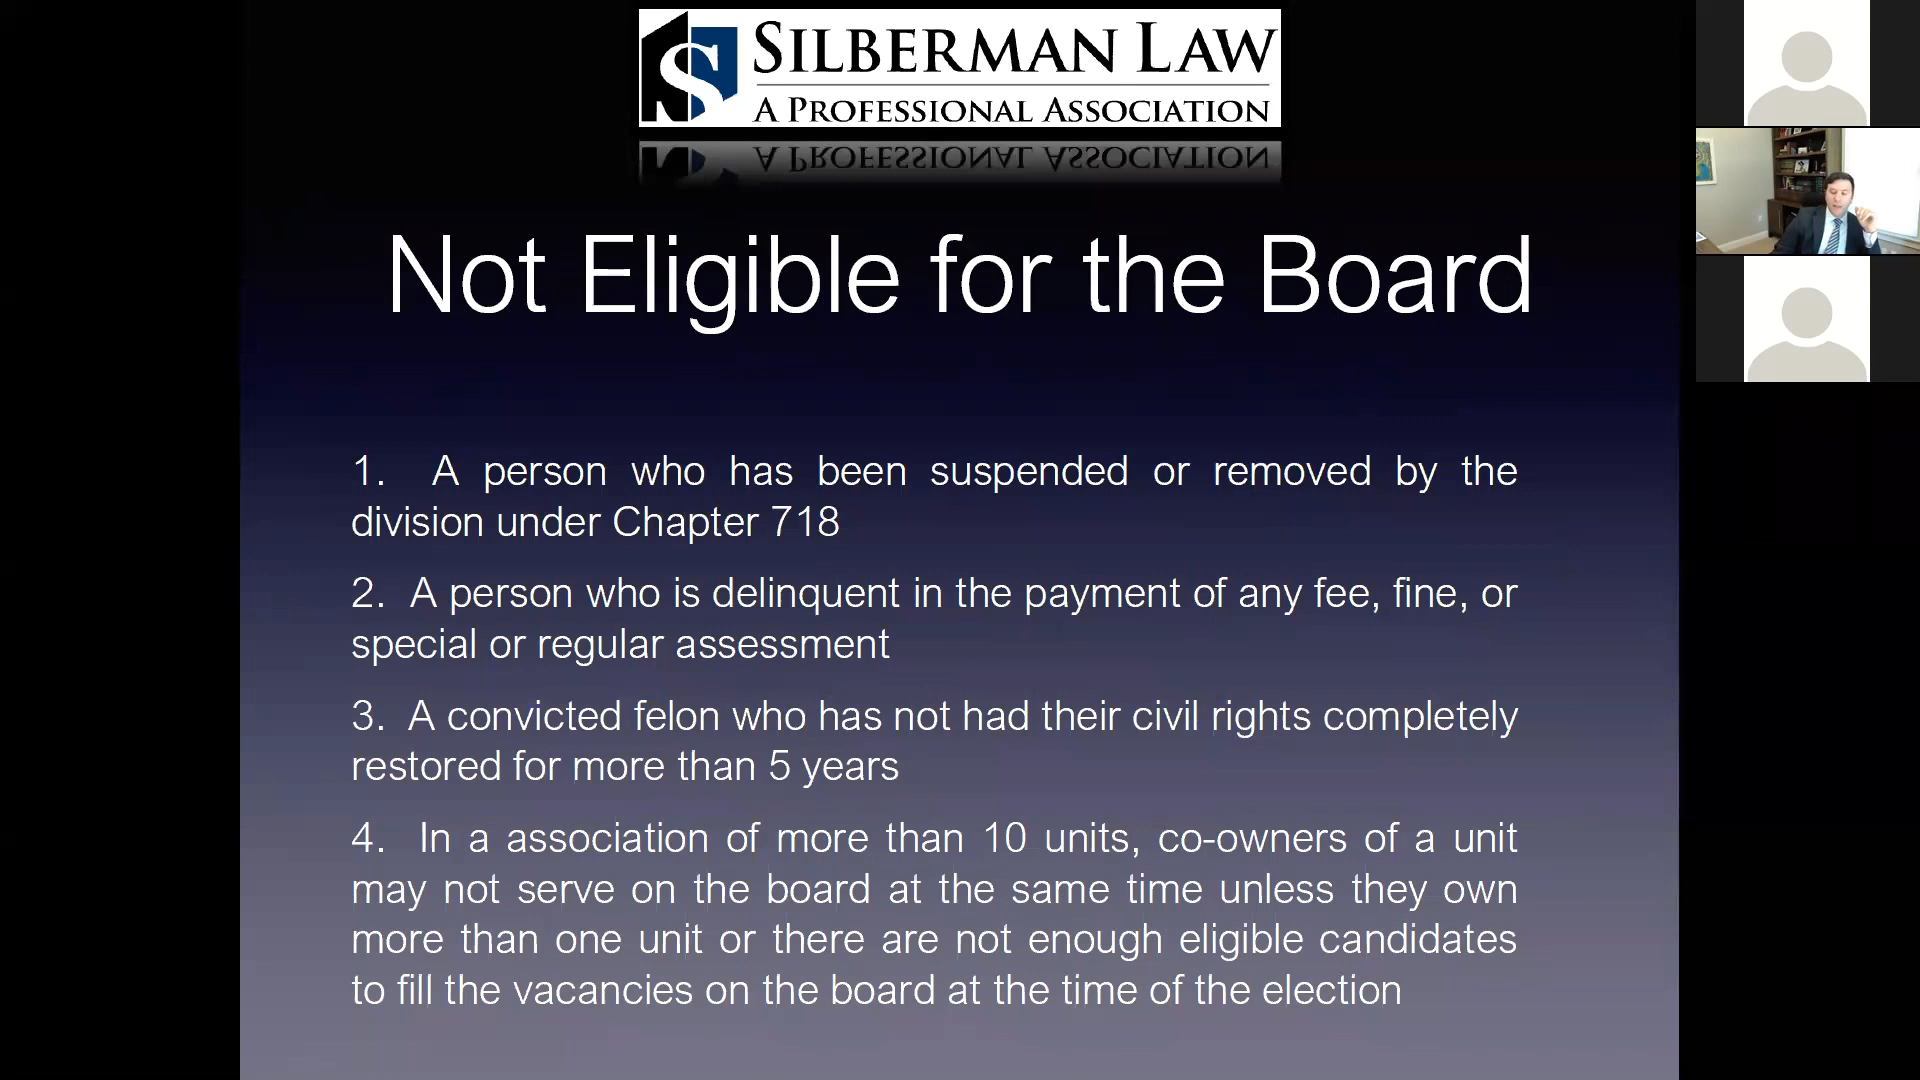 SILBERMAN LAW
A PROFESSIONAL ASSOCIATION
Not Eligible for the Board
1. A person who has been suspended or removed by the
division under Chapter 718
2. A person who is delinquent in the payment of any fee, fine, or
special or regular assessment
3. A convicted felon who has not had their civil rights completely
restored for more than 5 years
4. In a association of more than 10 units, co-owners of a unit
may not serve on the board at the same time unless they own
more than one unit or there are not enough eligible candidates
to fill the vacancies on the board at the time of the election